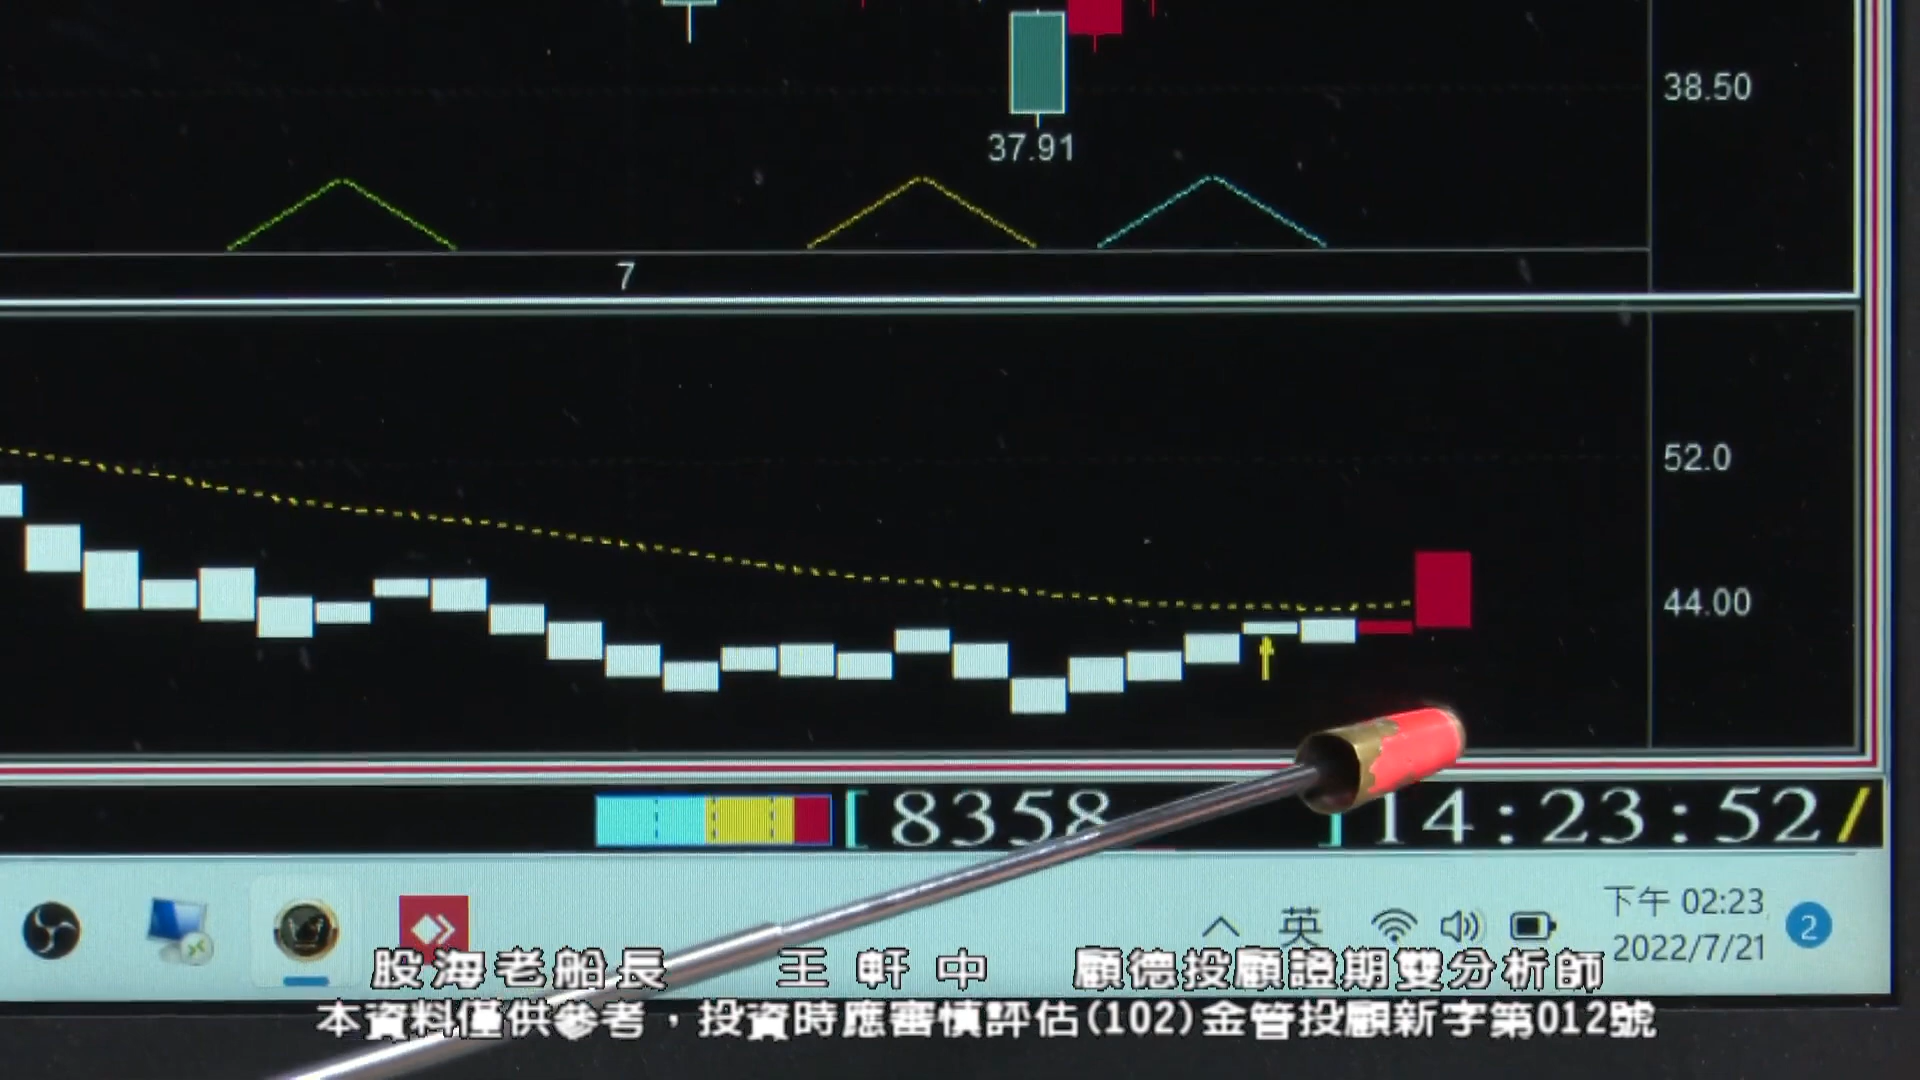 38.50
37.91
7
52.0
44.00
[8358 ] 14:23:52/
英
下午 02:23
2022/7/21
2
股海老船長 王軒中 顧德投顧證期雙分析師
本資料僅供參考，投資時應審慎評估(102)金管投顧新字第012號